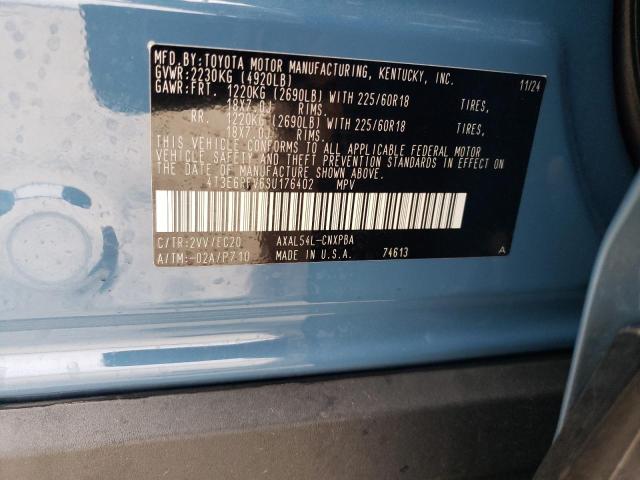 MFD.BY:TOYOTA MOTOR MANUFACTURING, KENTUCKY, INC.
GVWR:2230KG (4920LB) 11/24
GAWR:FRT. 1220KG (2690LB) WITH 225/60R18 TIRES,
18X7.0J RIMS.
RR. 1220KG (2690LB) WITH 225/60R18 TIRES,
18X7.0J RIMS.
THIS VEHICLE CONFORMS TO ALL APPLICABLE FEDERAL MOTOR
VEHICLE SAFETY AND THEFT PREVENTION STANDARDS IN EFFECT ON
THE DATE OF MANUFACTURE SHOWN ABOVE.
4T3E6RFV6SU176402 MPV
C/TR:2VV/EC20 AXAL54L-CNXPBA
A/TM:-02A/P710 MADE IN U.S.A. 74613 A